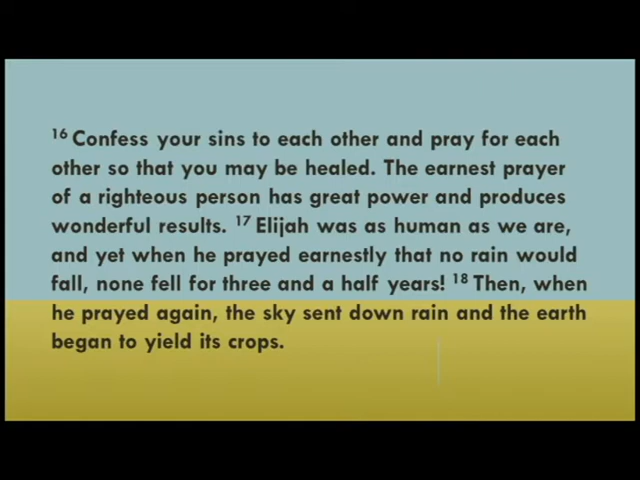 16 Confess your sins to each other and pray for each
other so that you may be healed. The earnest prayer
of a righteous person has great power and produces
wonderful results. 17 Elijah was as human as we are,
and yet when he prayed earnestly that no rain would
fall, none fell for three and a half years! 18 Then, when
he prayed again, the sky sent down rain and the earth
began to yield its crops.